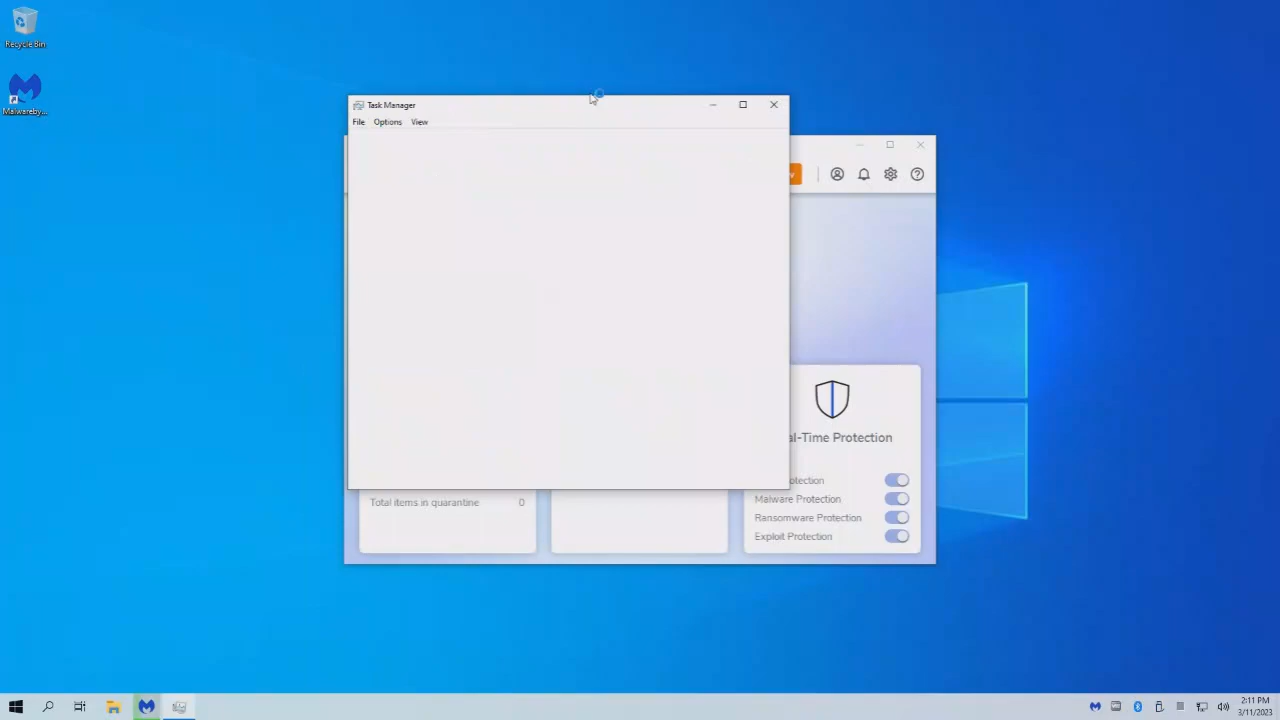 Recycle Bin
Malwareby...
Task Manager
File Options View
al-Time Protection
otection
Malware Protection
Ransomware Protection
Exploit Protection
Total items in quarantine 0
2:11 PM
3/11/2023